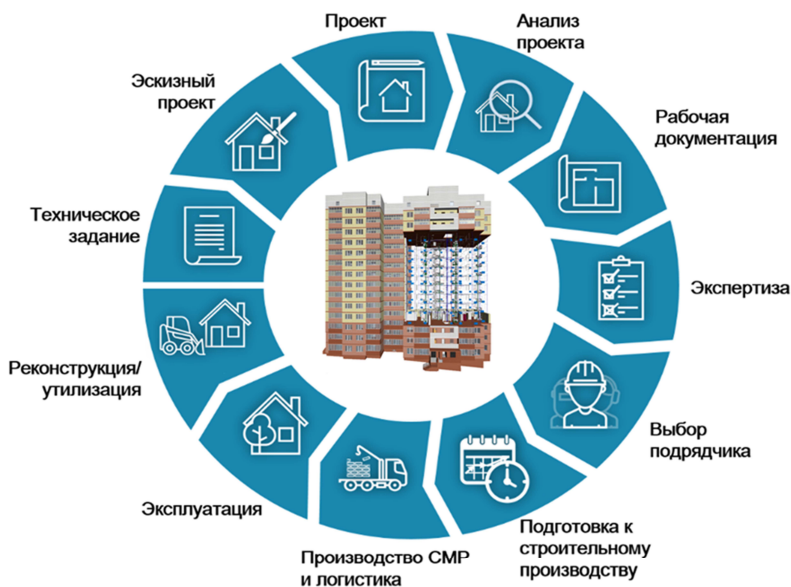 Проект
Анализ
проекта
Рабочая
документация
Экспертиза
Выбор
подрядчика
Подготовка к
строительному
производству
Производство СМР
и логистика
Эксплуатация
Реконструкция/
утилизация
Техническое
задание
Эскизный
проект